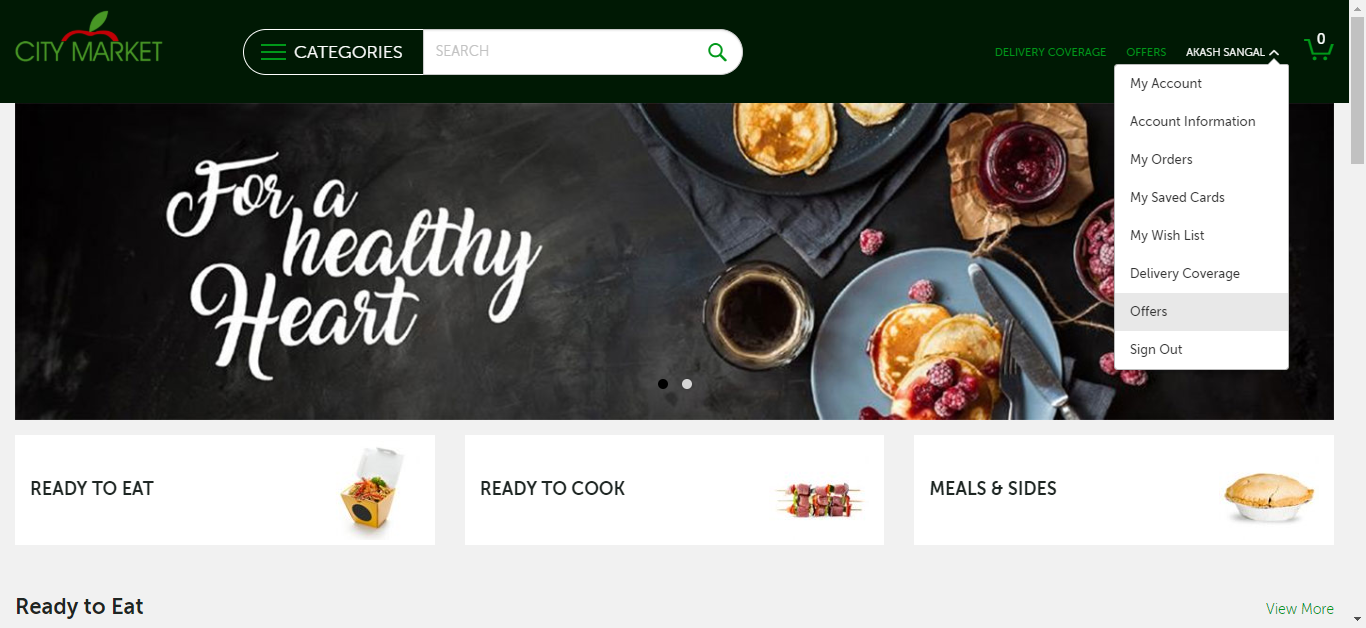 CITY MARKET
CATEGORIES
SEARCH
DELIVERY COVERAGE
OFFERS
AKASH SANGAL
0
My Account
Account Information
My Orders
My Saved Cards
My Wish List
Delivery Coverage
Offers
Sign Out
For a
healthy
Heart
READY TO EAT
READY TO COOK
MEALS & SIDES
Ready to Eat
View More